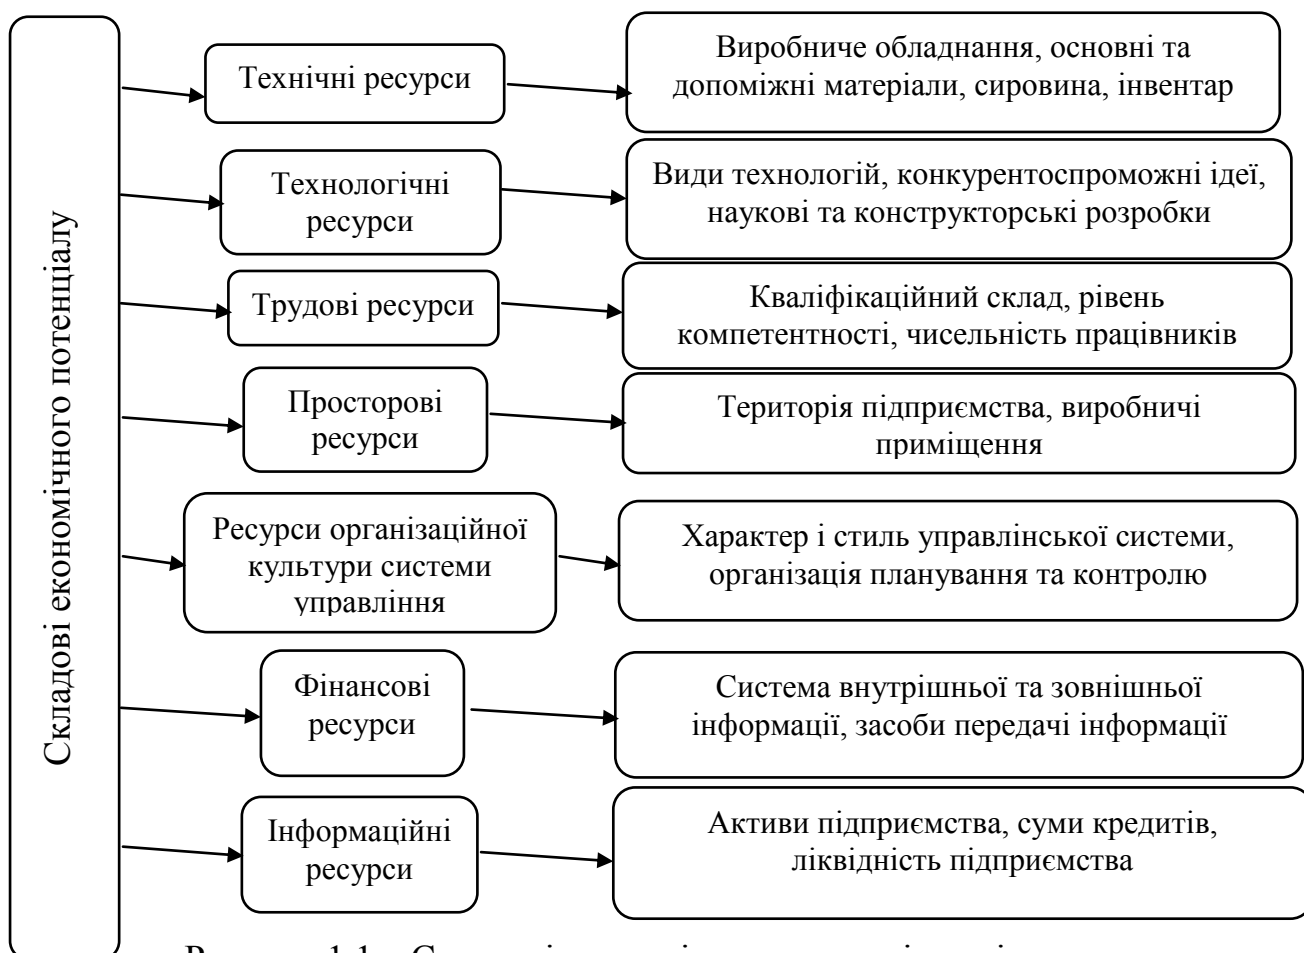 Складові економічного потенціалу
Технічні ресурси
Виробниче обладнання, основні та
допоміжні матеріали, сировина, інвентар
Технологічні
ресурси
Види технологій, конкурентоспроможні ідеї,
наукові та конструкторські розробки
Трудові ресурси
Кваліфікаційний склад, рівень
компетентності, чисельність працівників
Просторові
ресурси
Територія підприємства, виробничі
приміщення
Ресурси організаційної
культури системи
управління
Характер і стиль управлінської системи,
організація планування та контролю
Фінансові
ресурси
Система внутрішньої та зовнішньої
інформації, засоби передачі інформації
Інформаційні
ресурси
Активи підприємства, суми кредитів,
ліквідність підприємства